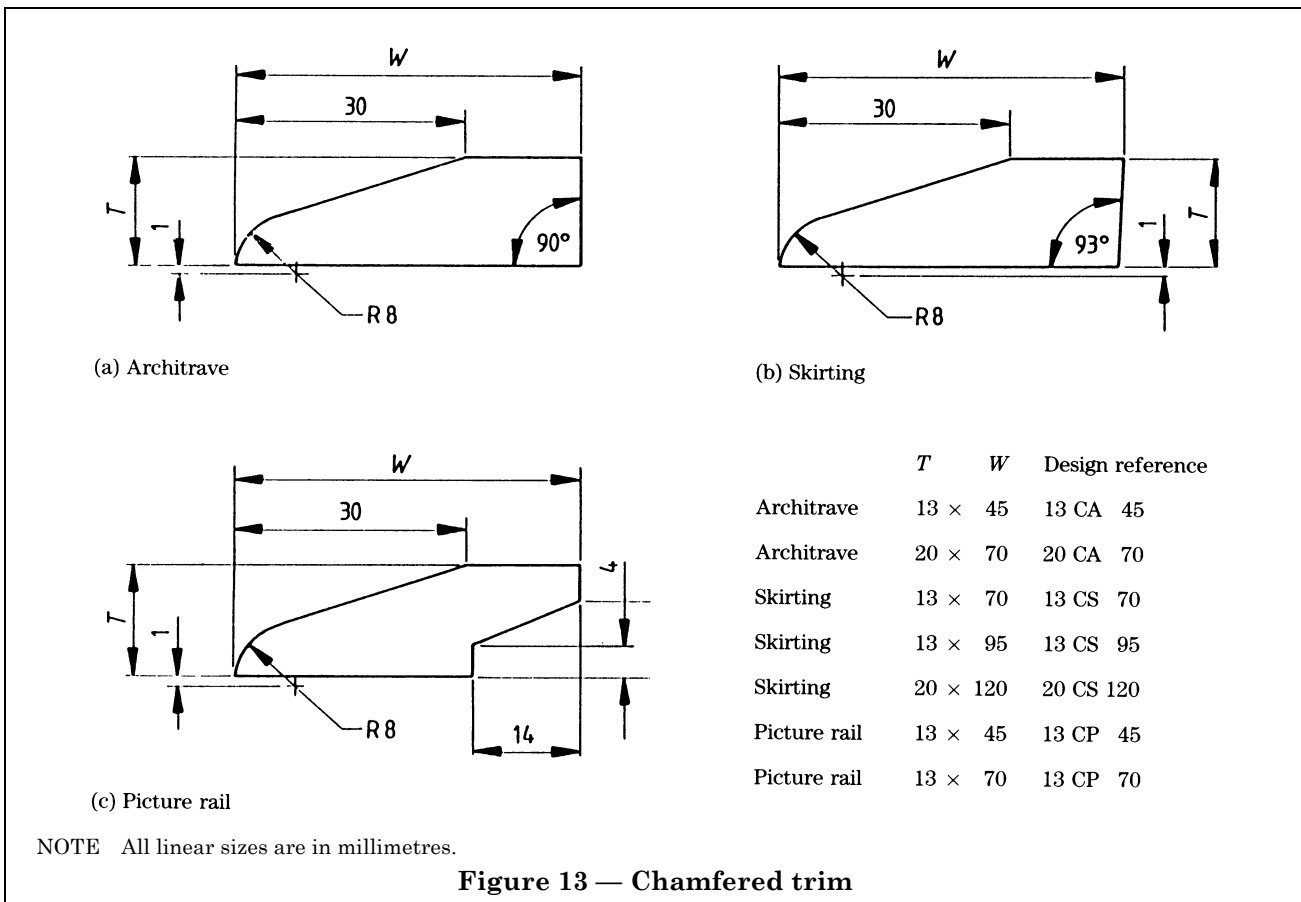 W
30
T
1
90°
R8
(a) Architrave
W
30
T
1
93°
R8
(b) Skirting
W
30
T
1
4
14
R8
(c) Picture rail
T W Design reference
Architrave 13 × 45 13 CA 45
Architrave 20 × 70 20 CA 70
Skirting 13 × 70 13 CS 70
Skirting 13 × 95 13 CS 95
Skirting 20 × 120 20 CS 120
Picture rail 13 × 45 13 CP 45
Picture rail 13 × 70 13 CP 70
NOTE All linear sizes are in millimetres.
Figure 13 — Chamfered trim